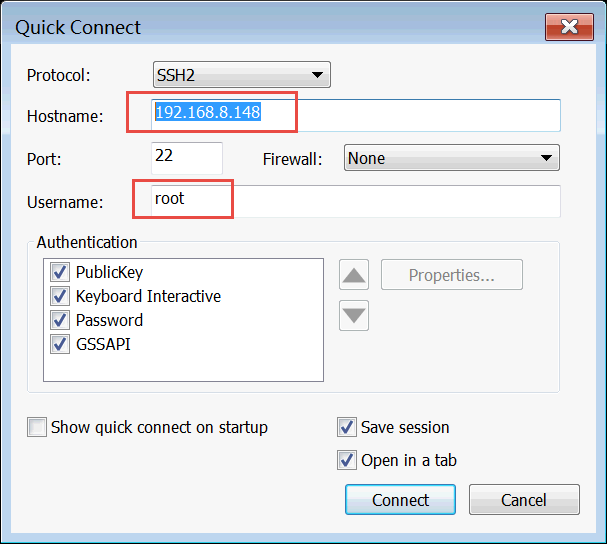 Quick Connect
Protocol: SSH2
Hostname: 192.168.8.148
Port: 22 Firewall: None
Username: root
Authentication
PublicKey
Keyboard Interactive
Password
GSSAPI
Properties...
Show quick connect on startup
Save session
Open in a tab
Connect Cancel